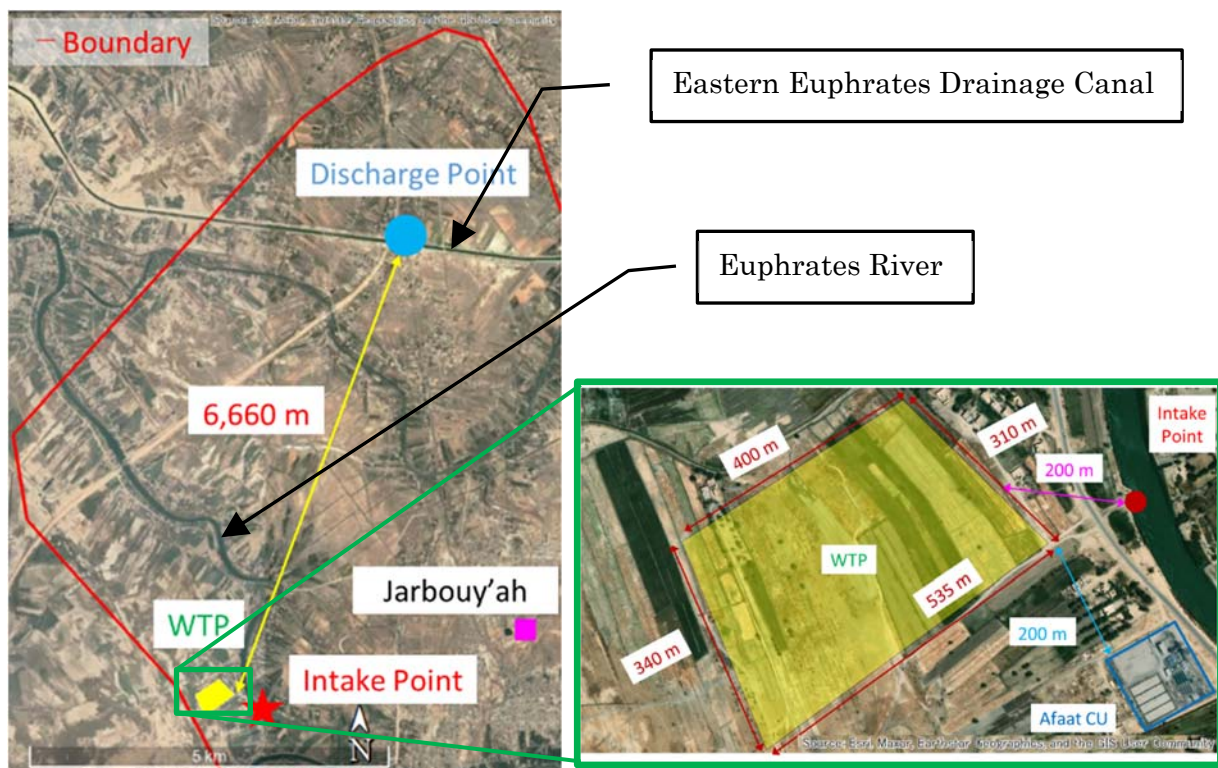 Boundary
Eastern Euphrates Drainage Canal
Discharge Point
Euphrates River
6,660 m
Jarbouy'ah
WTP
Intake Point
N
5 km
Intake
Point
400 m
310 m
200 m
WTP
535 m
340 m
200 m
Afaat CU
Source: Esri, Maxar, Earthstar Geographics, and the GIS User Community